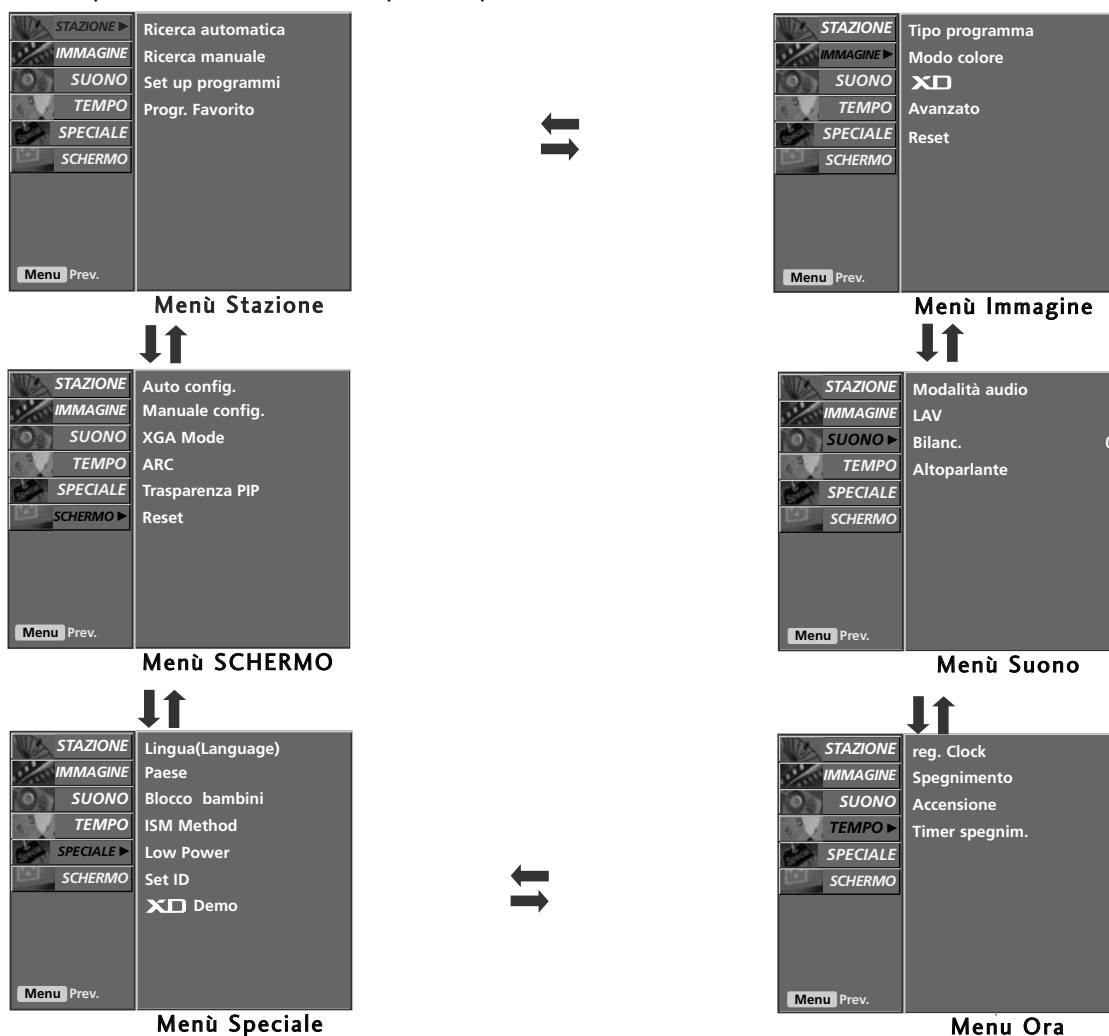 STAZIONE ►
IMMAGINE
SUONO
TEMPO
SPECIALE
SCHERMO
Ricerca automatica
Ricerca manuale
Set up programmi
Progr. Favorito
Menu Prev.
Menù Stazione
STAZIONE
IMMAGINE ►
SUONO
TEMPO
SPECIALE
SCHERMO
Tipo programma
Modo colore
XD
Avanzato
Reset
Menu Prev.
Menù Immagine
STAZIONE
IMMAGINE
SUONO
TEMPO
SPECIALE
SCHERMO ►
Auto config.
Manuale config.
XGA Mode
ARC
Trasparenza PIP
Reset
Menu Prev.
Menù SCHERMO
STAZIONE
IMMAGINE
SUONO ►
TEMPO
SPECIALE
SCHERMO
Modalità audio
LAV
Bilanc.
Altoparlante
Menu Prev.
Menù Suono
STAZIONE
IMMAGINE
SUONO
TEMPO
SPECIALE ►
SCHERMO
Lingua(Language)
Paese
Blocco bambini
ISM Method
Low Power
Set ID
XD Demo
Menu Prev.
Menù Speciale
STAZIONE
IMMAGINE
SUONO
TEMPO ►
SPECIALE
SCHERMO
reg. Clock
Spegnimento
Accensione
Timer spegnim.
Menu Prev.
Menu Ora